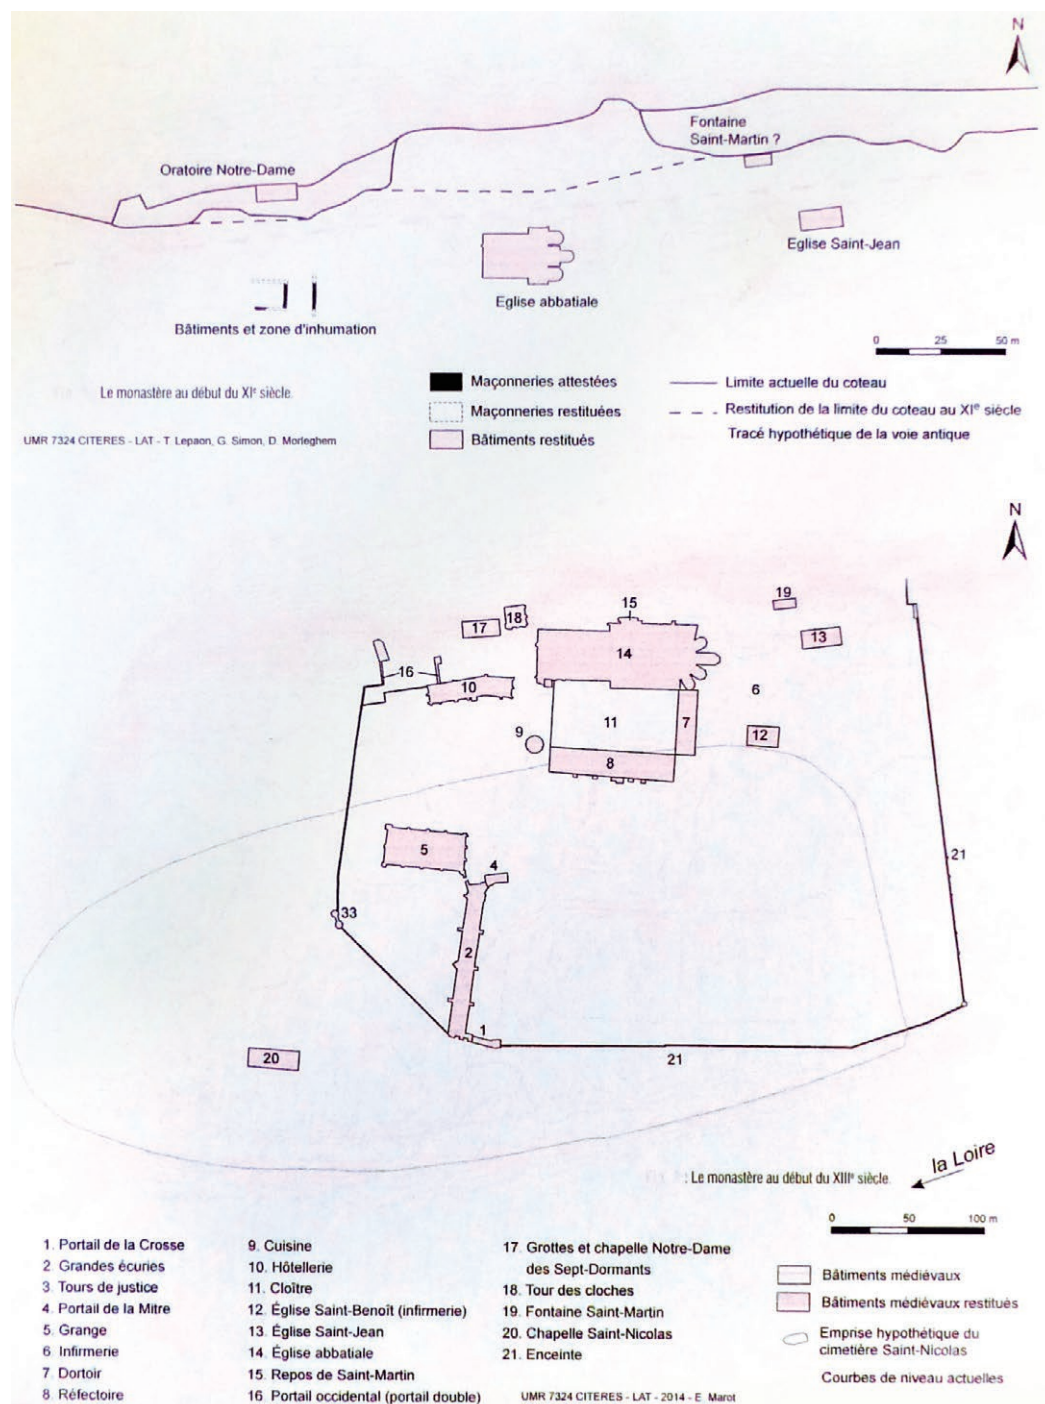 N
Fontaine
Saint-Martin ?
Oratoire Notre-Dame
Eglise Saint-Jean
Eglise abbatiale
Bâtiments et zone d'inhumation
0 25 50 m
Le monastère au début du XIe siècle.
Maçonneries attestées
Maçonneries restituées
Bâtiments restitués
Limite actuelle du coteau
Restitution de la limite du coteau au XIe siècle
Tracé hypothétique de la voie antique
UMR 7324 CITERES - LAT - T. Lepaon, G. Simon, D. Morleghem
N
15
19
18
17
13
14
16
10
6
11
7
9
12
8
5
4
21
33
2
1
20
21
la Loire
: Le monastère au début du XIIIe siècle.
0 50 100 m
1. Portail de la Crosse
2. Grandes écuries
3. Tours de justice
4. Portail de la Mitre
5. Grange
6. Infirmerie
7. Dortoir
8. Réfectoire
9. Cuisine
10. Hôtellerie
11. Cloître
12. Église Saint-Benoît (infirmerie)
13. Église Saint-Jean
14. Église abbatiale
15. Repos de Saint-Martin
16. Portail occidental (portail double)
17. Grottes et chapelle Notre-Dame
des Sept-Dormants
18. Tour des cloches
19. Fontaine Saint-Martin
20. Chapelle Saint-Nicolas
21. Enceinte
UMR 7324 CITERES - LAT - 2014 - E. Marot
Bâtiments médiévaux
Bâtiments médiévaux restitués
Emprise hypothétique du
cimetière Saint-Nicolas
Courbes de niveau actuelles